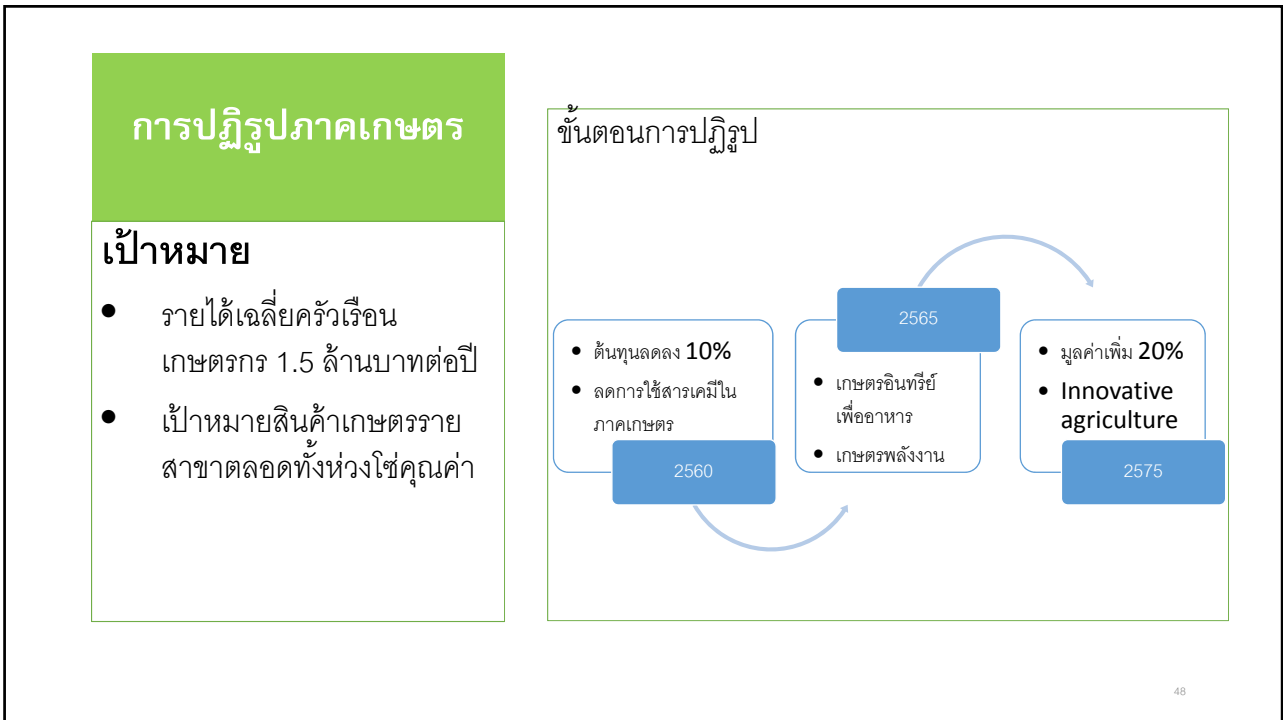 การปฏิรูปภาคเกษตร
เป้าหมาย
• รายได้เฉลี่ยครัวเรือน
เกษตรกร 1.5 ล้านบาทต่อปี
• เป้าหมายสินค้าเกษตรราย
สาขาตลอดทั้งห่วงโซ่คุณค่า
ขั้นตอนการปฏิรูป
• ต้นทุนลดลง 10%
• ลดการใช้สารเคมีใน
ภาคเกษตร
2560
2565
• เกษตรอินทรีย์
เพื่ออาหาร
• เกษตรพลังงาน
• มูลค่าเพิ่ม 20%
• Innovative
agriculture
2575
48